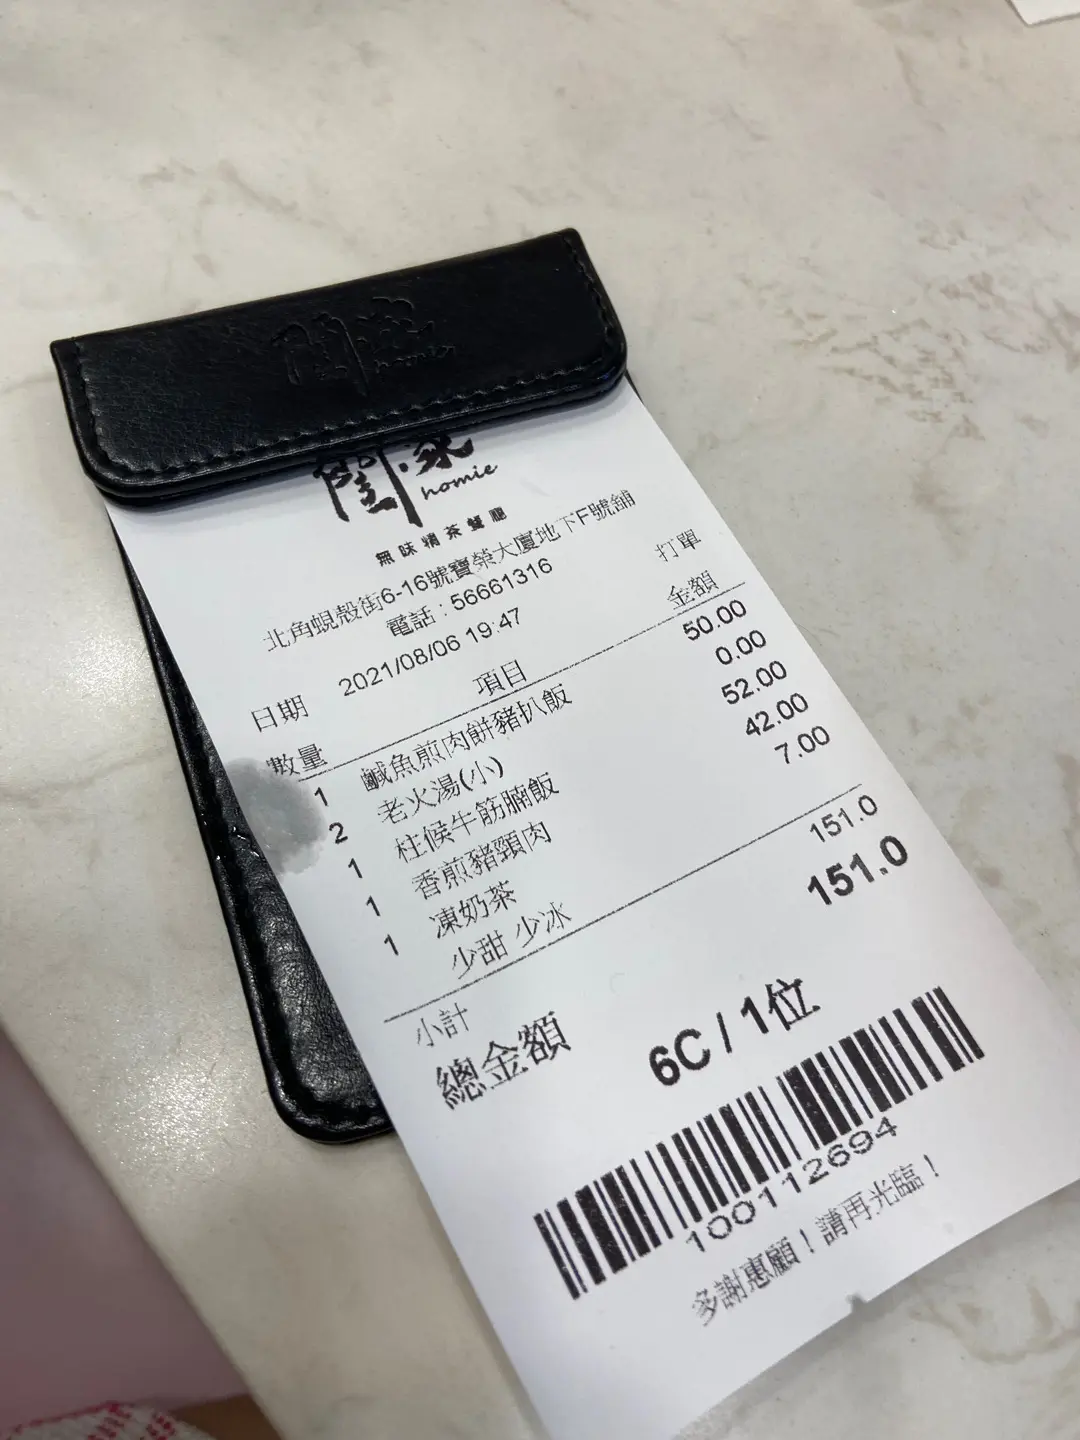 homie
homie
無味精茶餐廳
北角蜆殼街6-16號寶榮大廈地下F號舖
電話 : 56661316
日期 2021/08/06 19:47 打單
數量 項目 金額
1 鹹魚煎肉餅豬扒飯 50.00
2 老火湯(小) 0.00
1 柱侯牛筋腩飯 52.00
1 香煎豬頸肉 42.00
1 凍奶茶 7.00
少甜 少冰
小計 151.0
總金額 151.0
6C / 1位
100112694
多謝惠顧！請再光臨！